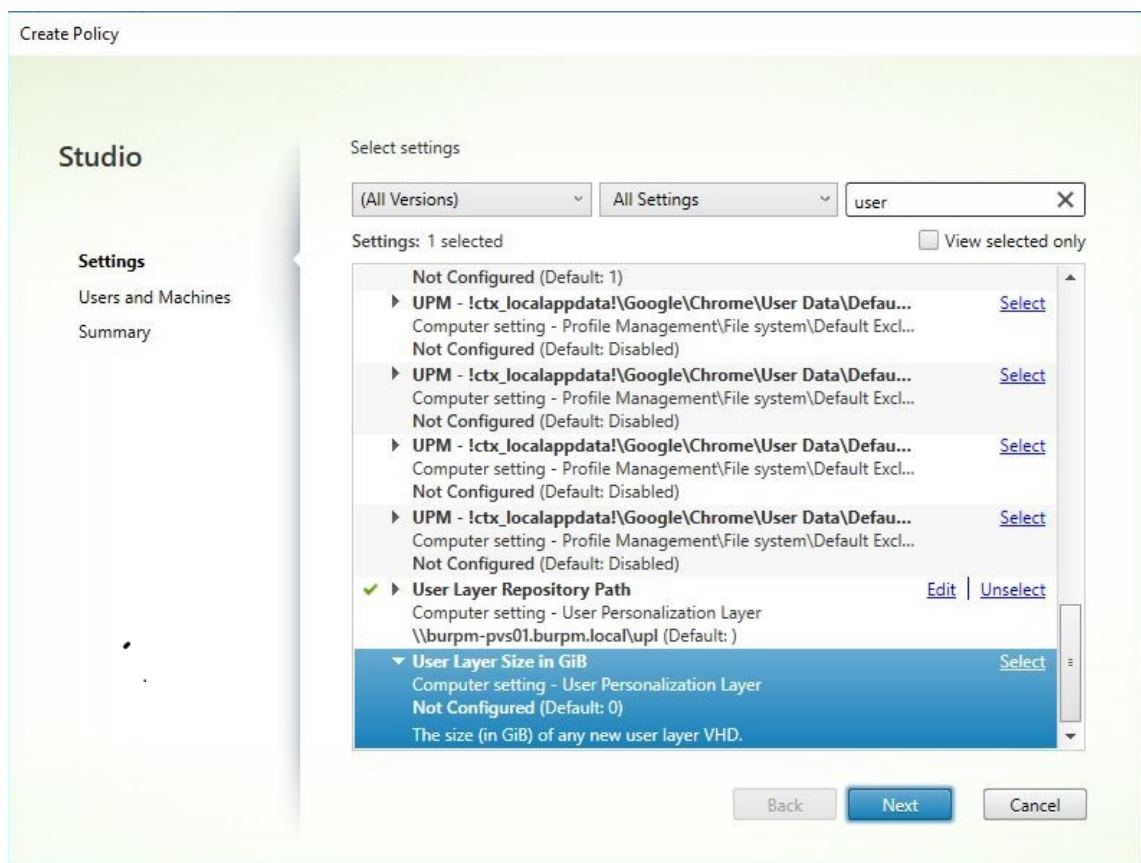 Create Policy
Studio
Settings
Users and Machines
Summary
Select settings
(All Versions) All Settings user
Settings: 1 selected View selected only
Not Configured (Default: 1)
UPM - !ctx_localappdata!\Google\Chrome\User Data\Defau... Select
Computer setting - Profile Management\File system\Default Excl...
Not Configured (Default: Disabled)
UPM - !ctx_localappdata!\Google\Chrome\User Data\Defau... Select
Computer setting - Profile Management\File system\Default Excl...
Not Configured (Default: Disabled)
UPM - !ctx_localappdata!\Google\Chrome\User Data\Defau... Select
Computer setting - Profile Management\File system\Default Excl...
Not Configured (Default: Disabled)
UPM - !ctx_localappdata!\Google\Chrome\User Data\Defau... Select
Computer setting - Profile Management\File system\Default Excl...
Not Configured (Default: Disabled)
User Layer Repository Path Edit | Unselect
Computer setting - User Personalization Layer
\\burpm-pvs01.burpm.local\upl (Default: )
User Layer Size in GiB Select
Computer setting - User Personalization Layer
Not Configured (Default: 0)
The size (in GiB) of any new user layer VHD.
Back Next Cancel